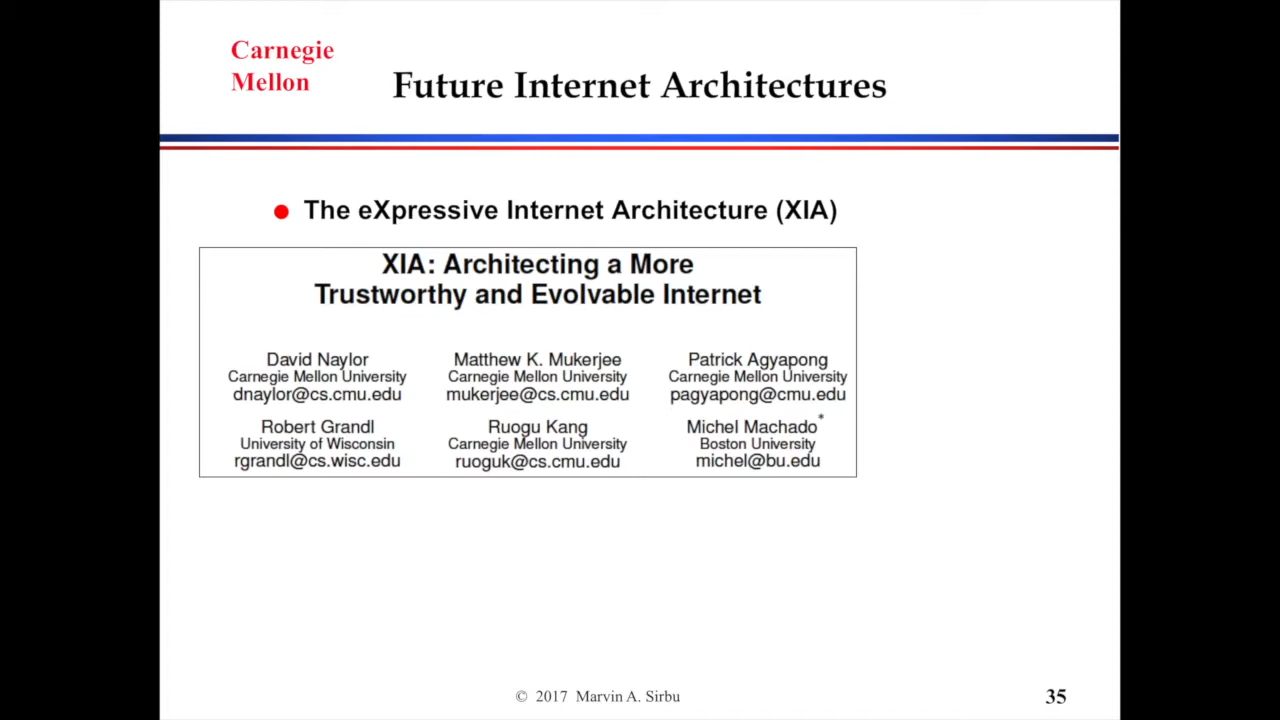 Carnegie
Mellon
Future Internet Architectures
The eXpressive Internet Architecture (XIA)
XIA: Architecting a More
Trustworthy and Evolvable Internet
David Naylor
Carnegie Mellon University
dnaylor@cs.cmu.edu
Matthew K. Mukerjee
Carnegie Mellon University
mukerjee@cs.cmu.edu
Patrick Agyapong
Carnegie Mellon University
pagyapong@cmu.edu
Robert Grandl
University of Wisconsin
rgrandl@cs.wisc.edu
Ruogu Kang
Carnegie Mellon University
ruoguk@cs.cmu.edu
Michel Machado*
Boston University
michel@bu.edu
© 2017 Marvin A. Sirbu
35